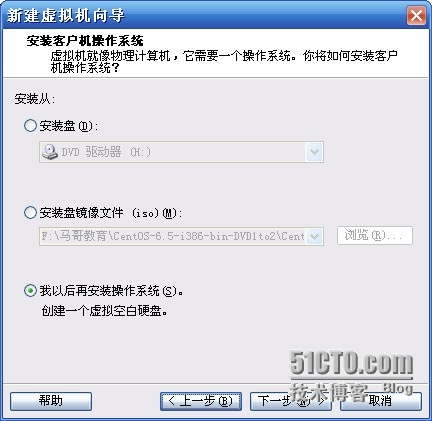 新建虚拟机向导
安装客户机操作系统
虚拟机就像物理计算机，它需要一个操作系统。你将如何安装客户
机操作系统？
安装从:
安装盘(D):
DVD 驱动器 (H:)
安装盘镜像文件 (iso)(M):
F:\马哥教育\CentOS-6.5-i386-bin-DVD1to2\Cent
浏览(R)...
我以后再安装操作系统(S)。
创建一个虚拟空白硬盘。
51CTO.com
技术博客 Blog
帮助
< 上一步(B)
下一步(N) >
取消